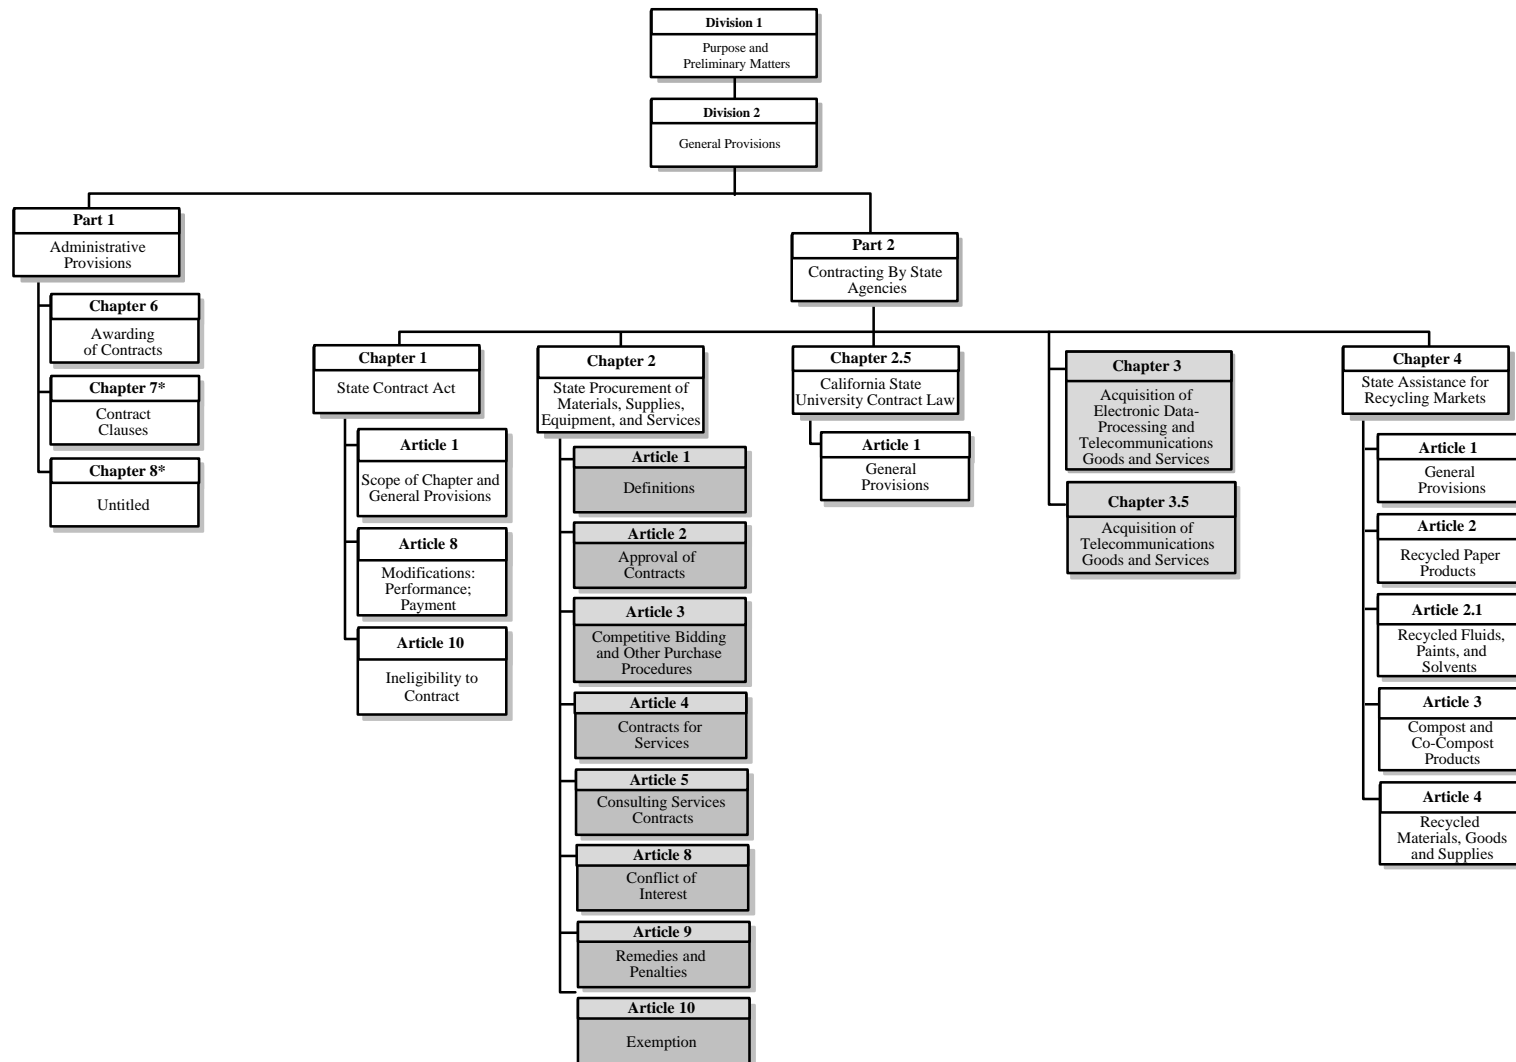 Division 1
Purpose and
Preliminary Matters
Division 2
General Provisions
Part 1
Administrative
Provisions
Chapter 6
Awarding
of Contracts
Chapter 7*
Contract
Clauses
Chapter 8*
Untitled
Part 2
Contracting By State
Agencies
Chapter 1
State Contract Act
Article 1
Scope of Chapter and
General Provisions
Article 8
Modifications:
Performance;
Payment
Article 10
Ineligibility to
Contract
Chapter 2
State Procurement of
Materials, Supplies,
Equipment, and Services
Article 1
Definitions
Article 2
Approval of
Contracts
Article 3
Competitive Bidding
and Other Purchase
Procedures
Article 4
Contracts for
Services
Article 5
Consulting Services
Contracts
Article 8
Conflict of
Interest
Article 9
Remedies and
Penalties
Article 10
Exemption
Chapter 2.5
California State
University Contract Law
Article 1
General
Provisions
Chapter 3
Acquisition of
Electronic Data-
Processing and
Telecommunications
Goods and Services
Chapter 3.5
Acquisition of
Telecommunications
Goods and Services
Chapter 4
State Assistance for
Recycling Markets
Article 1
General
Provisions
Article 2
Recycled Paper
Products
Article 2.1
Recycled Fluids,
Paints, and
Solvents
Article 3
Compost and
Co-Compost
Products
Article 4
Recycled
Materials, Goods
and Supplies